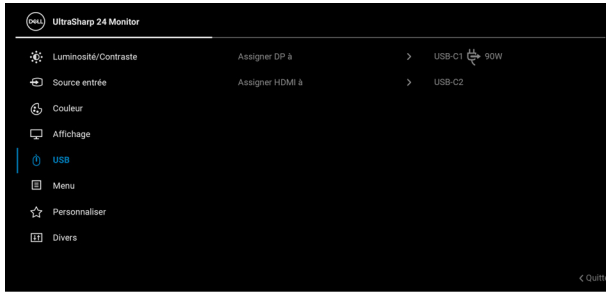 DELL UltraSharp 24 Monitor
Luminosité/Contraste Assigner DP à > USB-C1 90W
Source entrée Assigner HDMI à > USB-C2
Couleur
Affichage
USB
Menu
Personnaliser
Divers
< Quitte